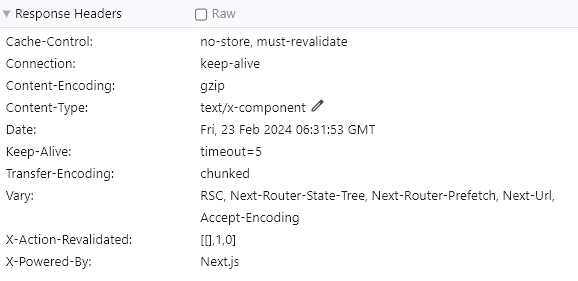 Response Headers Raw
Cache-Control: no-store, must-revalidate
Connection: keep-alive
Content-Encoding: gzip
Content-Type: text/x-component
Date: Fri, 23 Feb 2024 06:31:53 GMT
Keep-Alive: timeout=5
Transfer-Encoding: chunked
Vary: RSC, Next-Router-State-Tree, Next-Router-Prefetch, Next-Url,
Accept-Encoding
X-Action-Revalidated: [[],1,0]
X-Powered-By: Next.js